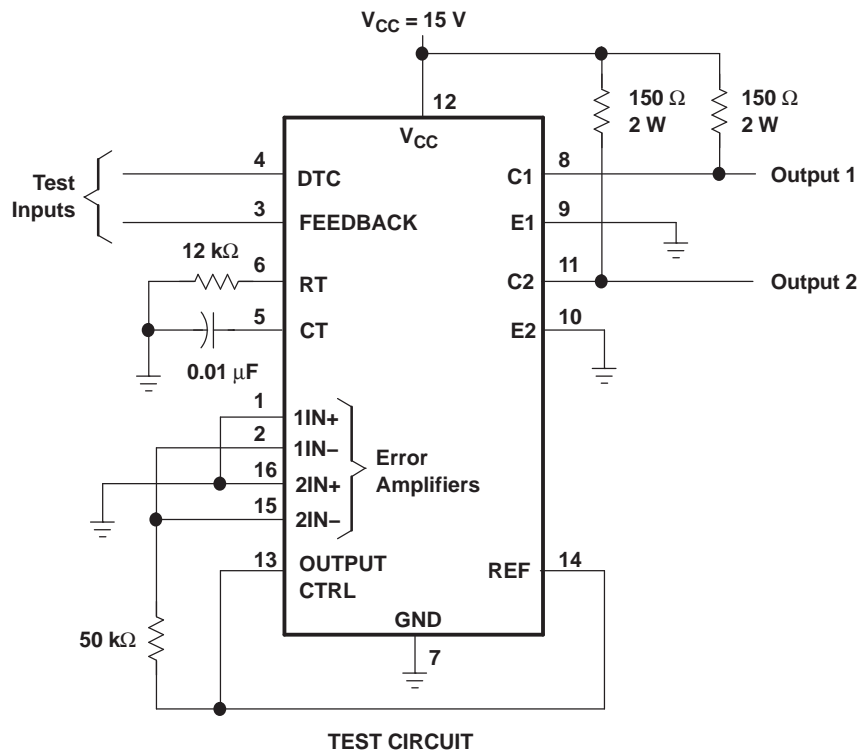 VCC = 15 V
12
150 Ω
2 W
150 Ω
2 W
VCC
Test
Inputs
4
DTC
3
FEEDBACK
12 kΩ
6
RT
5
CT
0.01 μF
1
1IN+
2
1IN−
16
2IN+
15
2IN−
Error
Amplifiers
13
OUTPUT
CTRL
50 kΩ
C1
8
Output 1
E1
9
C2
11
Output 2
E2
10
REF
14
GND
7
TEST CIRCUIT